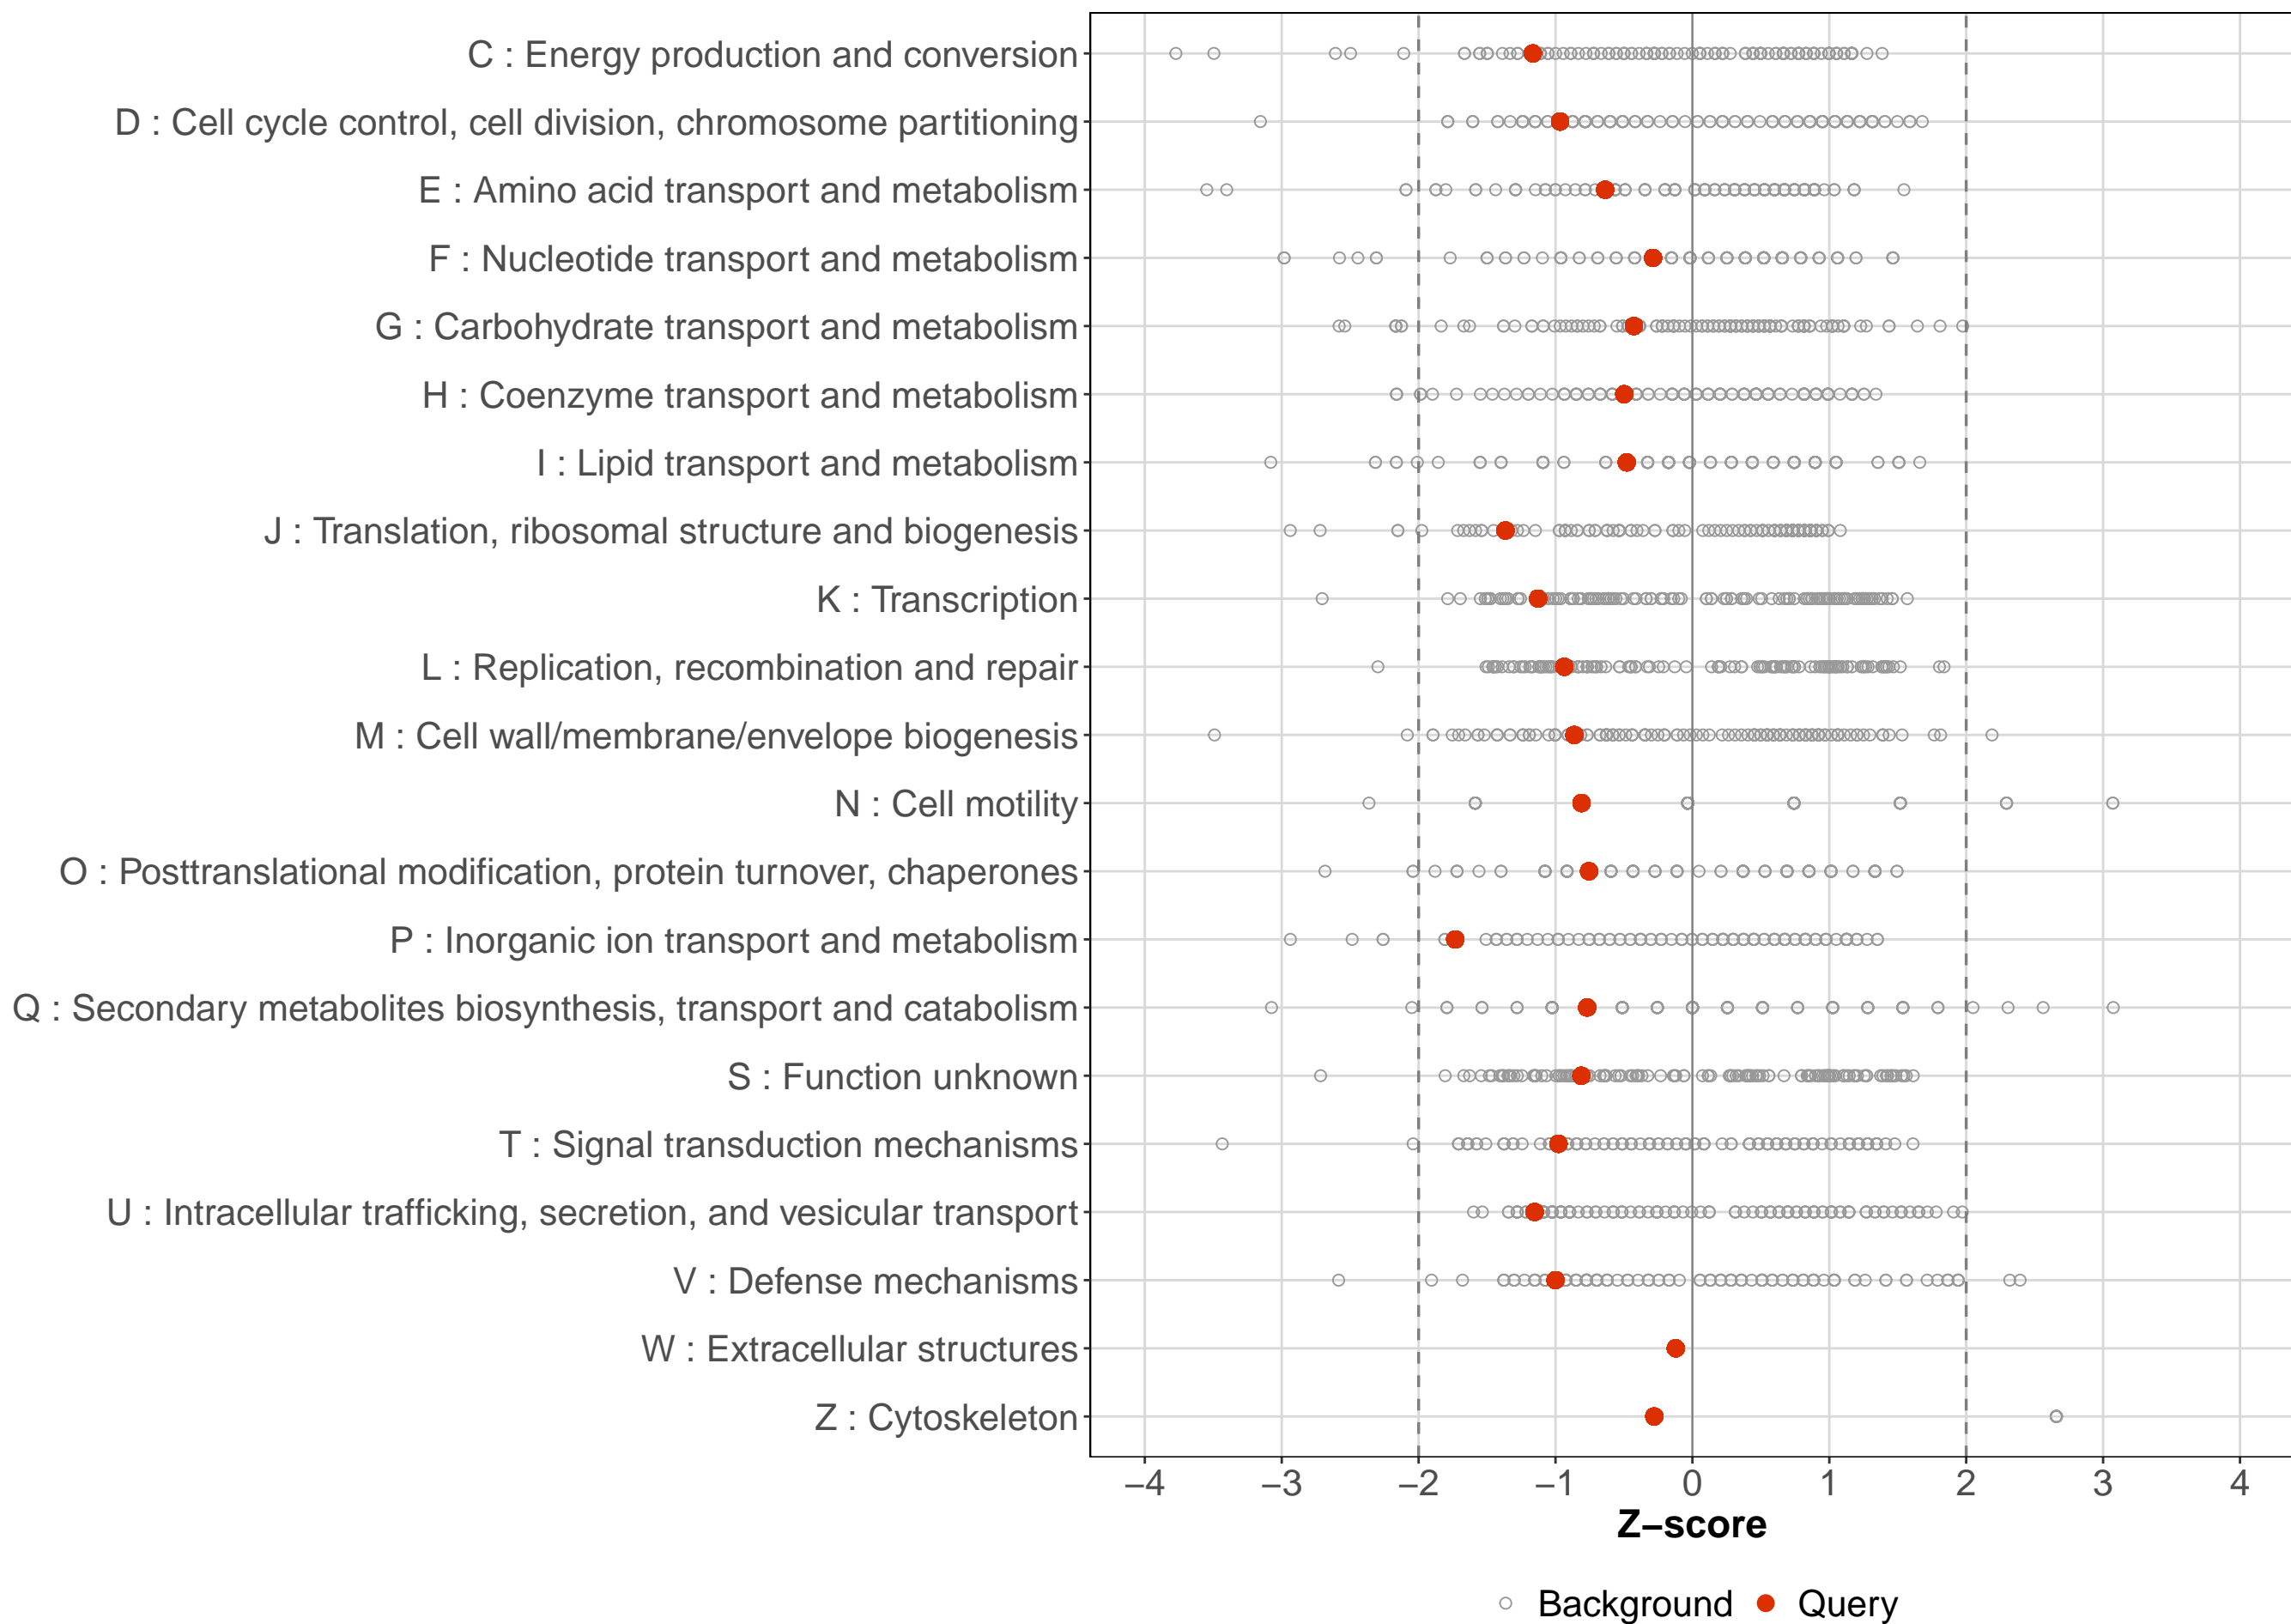 C : Energy production and conversion
D : Cell cycle control, cell division, chromosome partitioning
E : Amino acid transport and metabolism
F : Nucleotide transport and metabolism
G : Carbohydrate transport and metabolism
H : Coenzyme transport and metabolism
I : Lipid transport and metabolism
J : Translation, ribosomal structure and biogenesis
K : Transcription
L : Replication, recombination and repair
M : Cell wall/membrane/envelope biogenesis
N : Cell motility
O : Posttranslational modification, protein turnover, chaperones
P : Inorganic ion transport and metabolism
Q : Secondary metabolites biosynthesis, transport and catabolism
S : Function unknown
T : Signal transduction mechanisms
U : Intracellular trafficking, secretion, and vesicular transport
V : Defense mechanisms
W : Extracellular structures
Z : Cytoskeleton
−4 −3 −2 −1 0 1 2 3 4
Z−score
Background Query